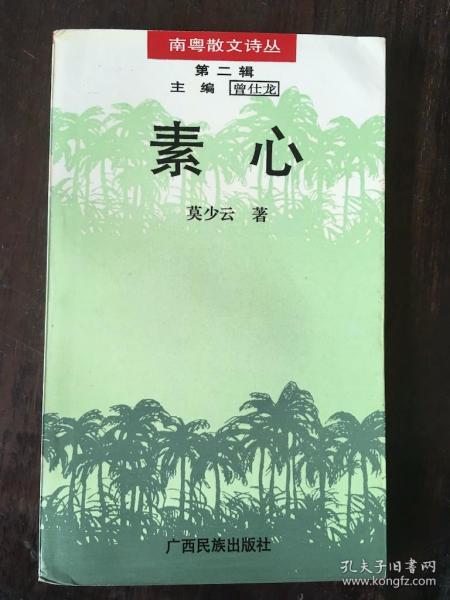 南粤散文诗丛
第二辑
主编 曾仕龙
素心
莫少云 著
广西民族出版社
孔夫子旧书网
www.kongfz.com